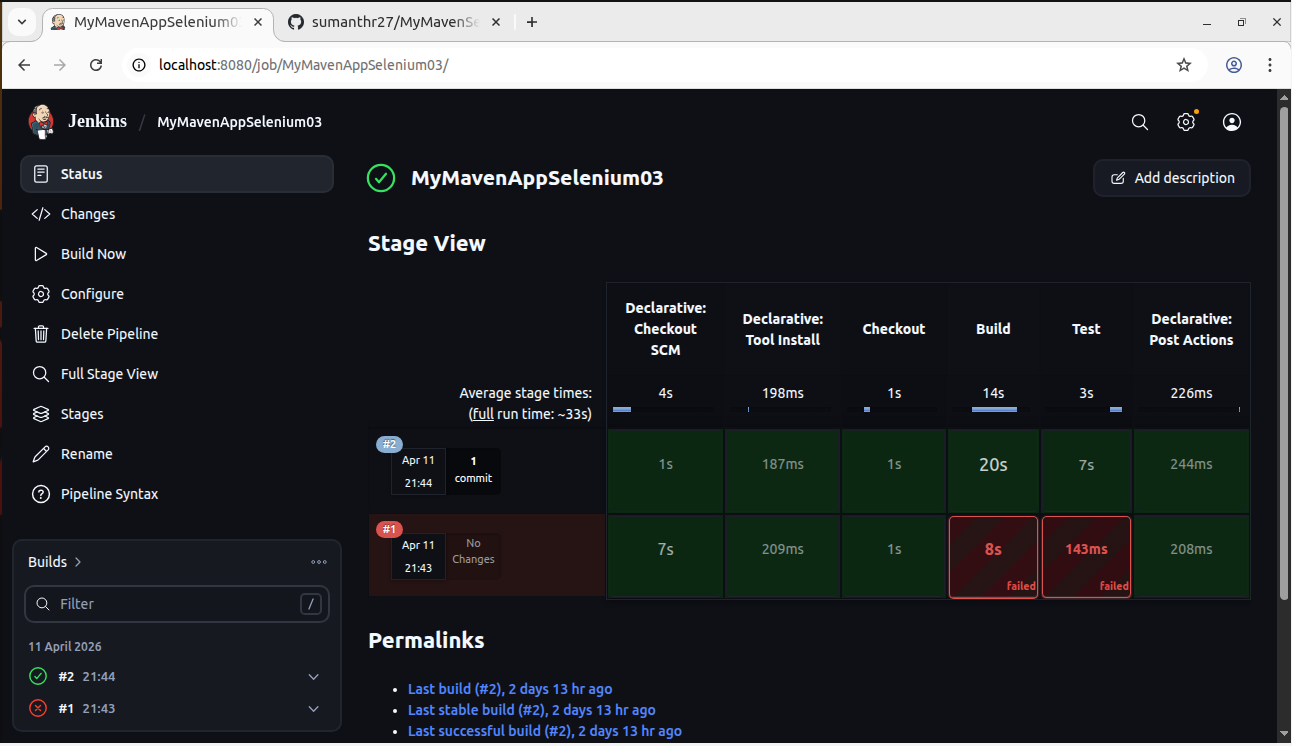 MyMavenAppSelenium0
sumanthr27/MyMavenSe
localhost:8080/job/MyMavenAppSelenium03/
Jenkins / MyMavenAppSelenium03
Status
Changes
Build Now
Configure
Delete Pipeline
Full Stage View
Stages
Rename
Pipeline Syntax
Builds
Filter /
11 April 2026
#2 21:44
#1 21:43
MyMavenAppSelenium03
Add description
Stage View
Declarative:
Checkout
SCM
Declarative:
Tool Install
Checkout
Build
Test
Declarative:
Post Actions
Average stage times:
(full run time: ~33s)
4s 198ms 1s 14s 3s 226ms
#2
Apr 11
21:44
1
commit
1s 187ms 1s 20s 7s 244ms
#1
Apr 11
21:43
No
Changes
7s 209ms 1s 8s 143ms 208ms
failed failed
Permalinks
Last build (#2), 2 days 13 hr ago
Last stable build (#2), 2 days 13 hr ago
Last successful build (#2), 2 days 13 hr ago